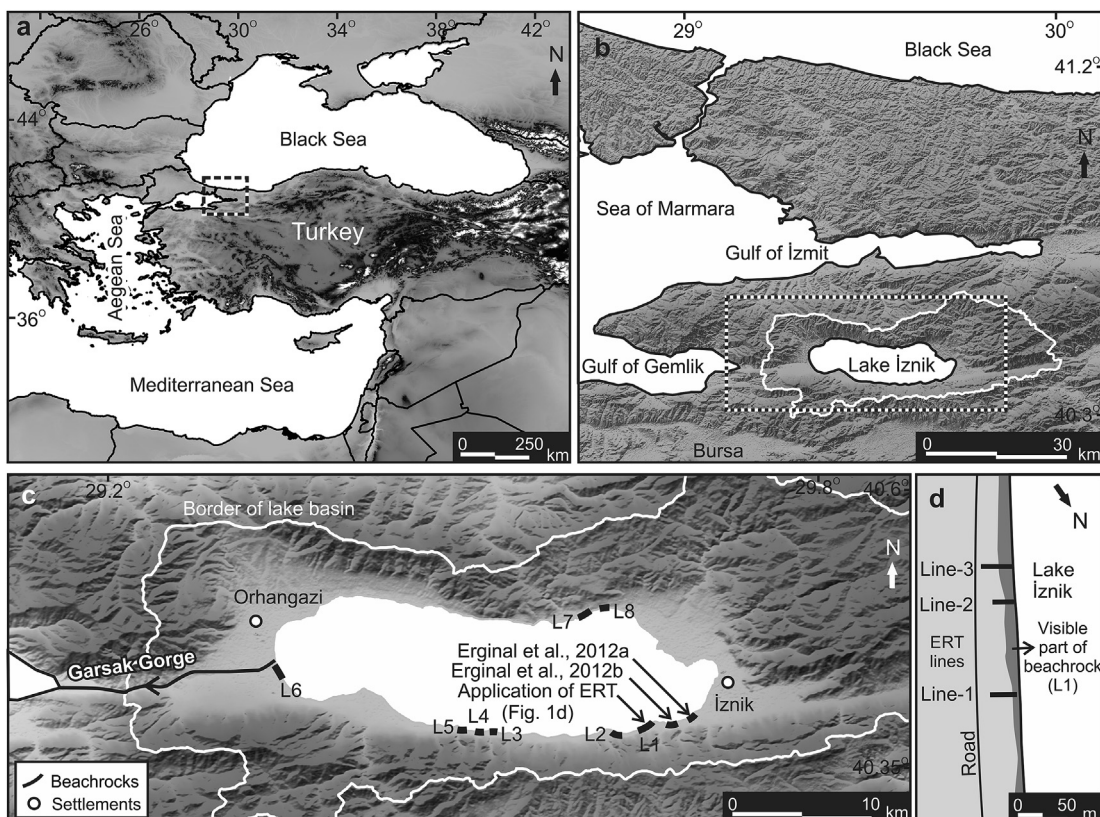 a
26°
30°
34°
38°
42°
N
44°
Black Sea
Aegean Sea
Turkey
36°
Mediterranean Sea
0 250
km
b
29°
30°
Black Sea
41.2°
N
Sea of Marmara
Gulf of İzmit
Gulf of Gemlik
Lake İznik
40.3°
Bursa
0 30
km
c
29.2°
29.8°
40.6°
Border of lake basin
N
Orhangazi
L7
L8
Erginal et al., 2012a
Erginal et al., 2012b
Application of ERT
(Fig. 1d)
Garsak Gorge
L6
İznik
L5
L4
L3
L2
L1
40.35°
Beachrocks
Settlements
0 10
km
d
N
Line-3
Lake
İznik
Line-2
ERT
lines
Visible
part of
beachrock
(L1)
Line-1
Road
0 50
m